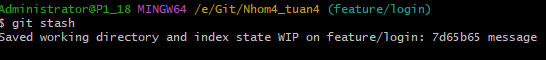 Administrator@P1_18 MINGW64 /e/Git/Nhom4_tuan4 (feature/login)
$ git stash
Saved working directory and index state WIP on feature/login: 7d65b65 message